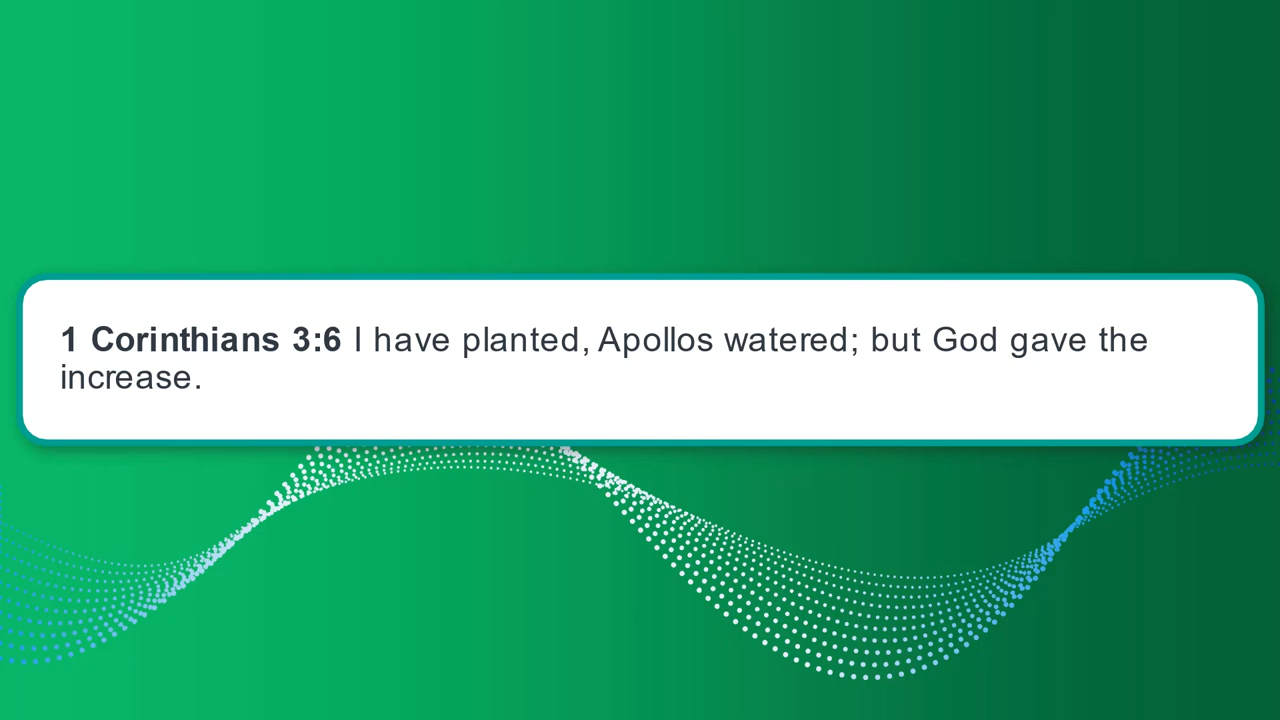 1 Corinthians 3:6 I have planted, Apollos watered; but God gave the
increase.